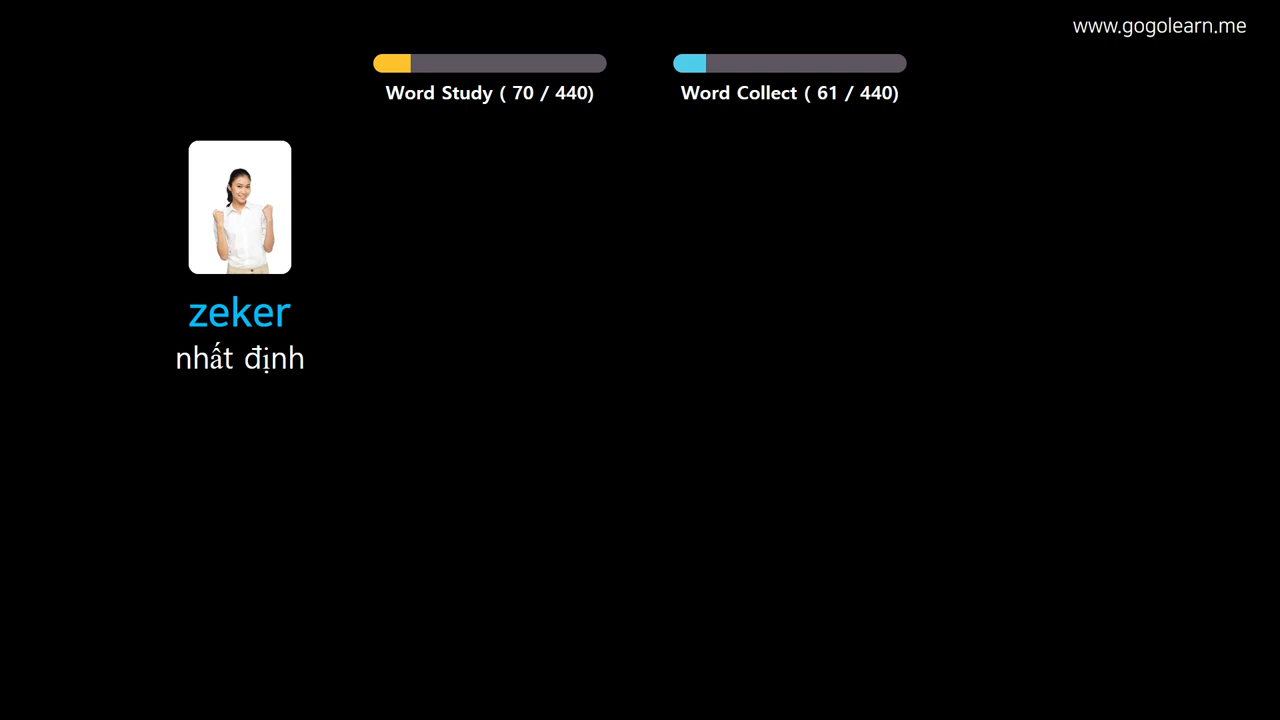 www.gogolearn.me
Word Study ( 70 / 440)
Word Collect ( 61 / 440)
zeker
nhất định